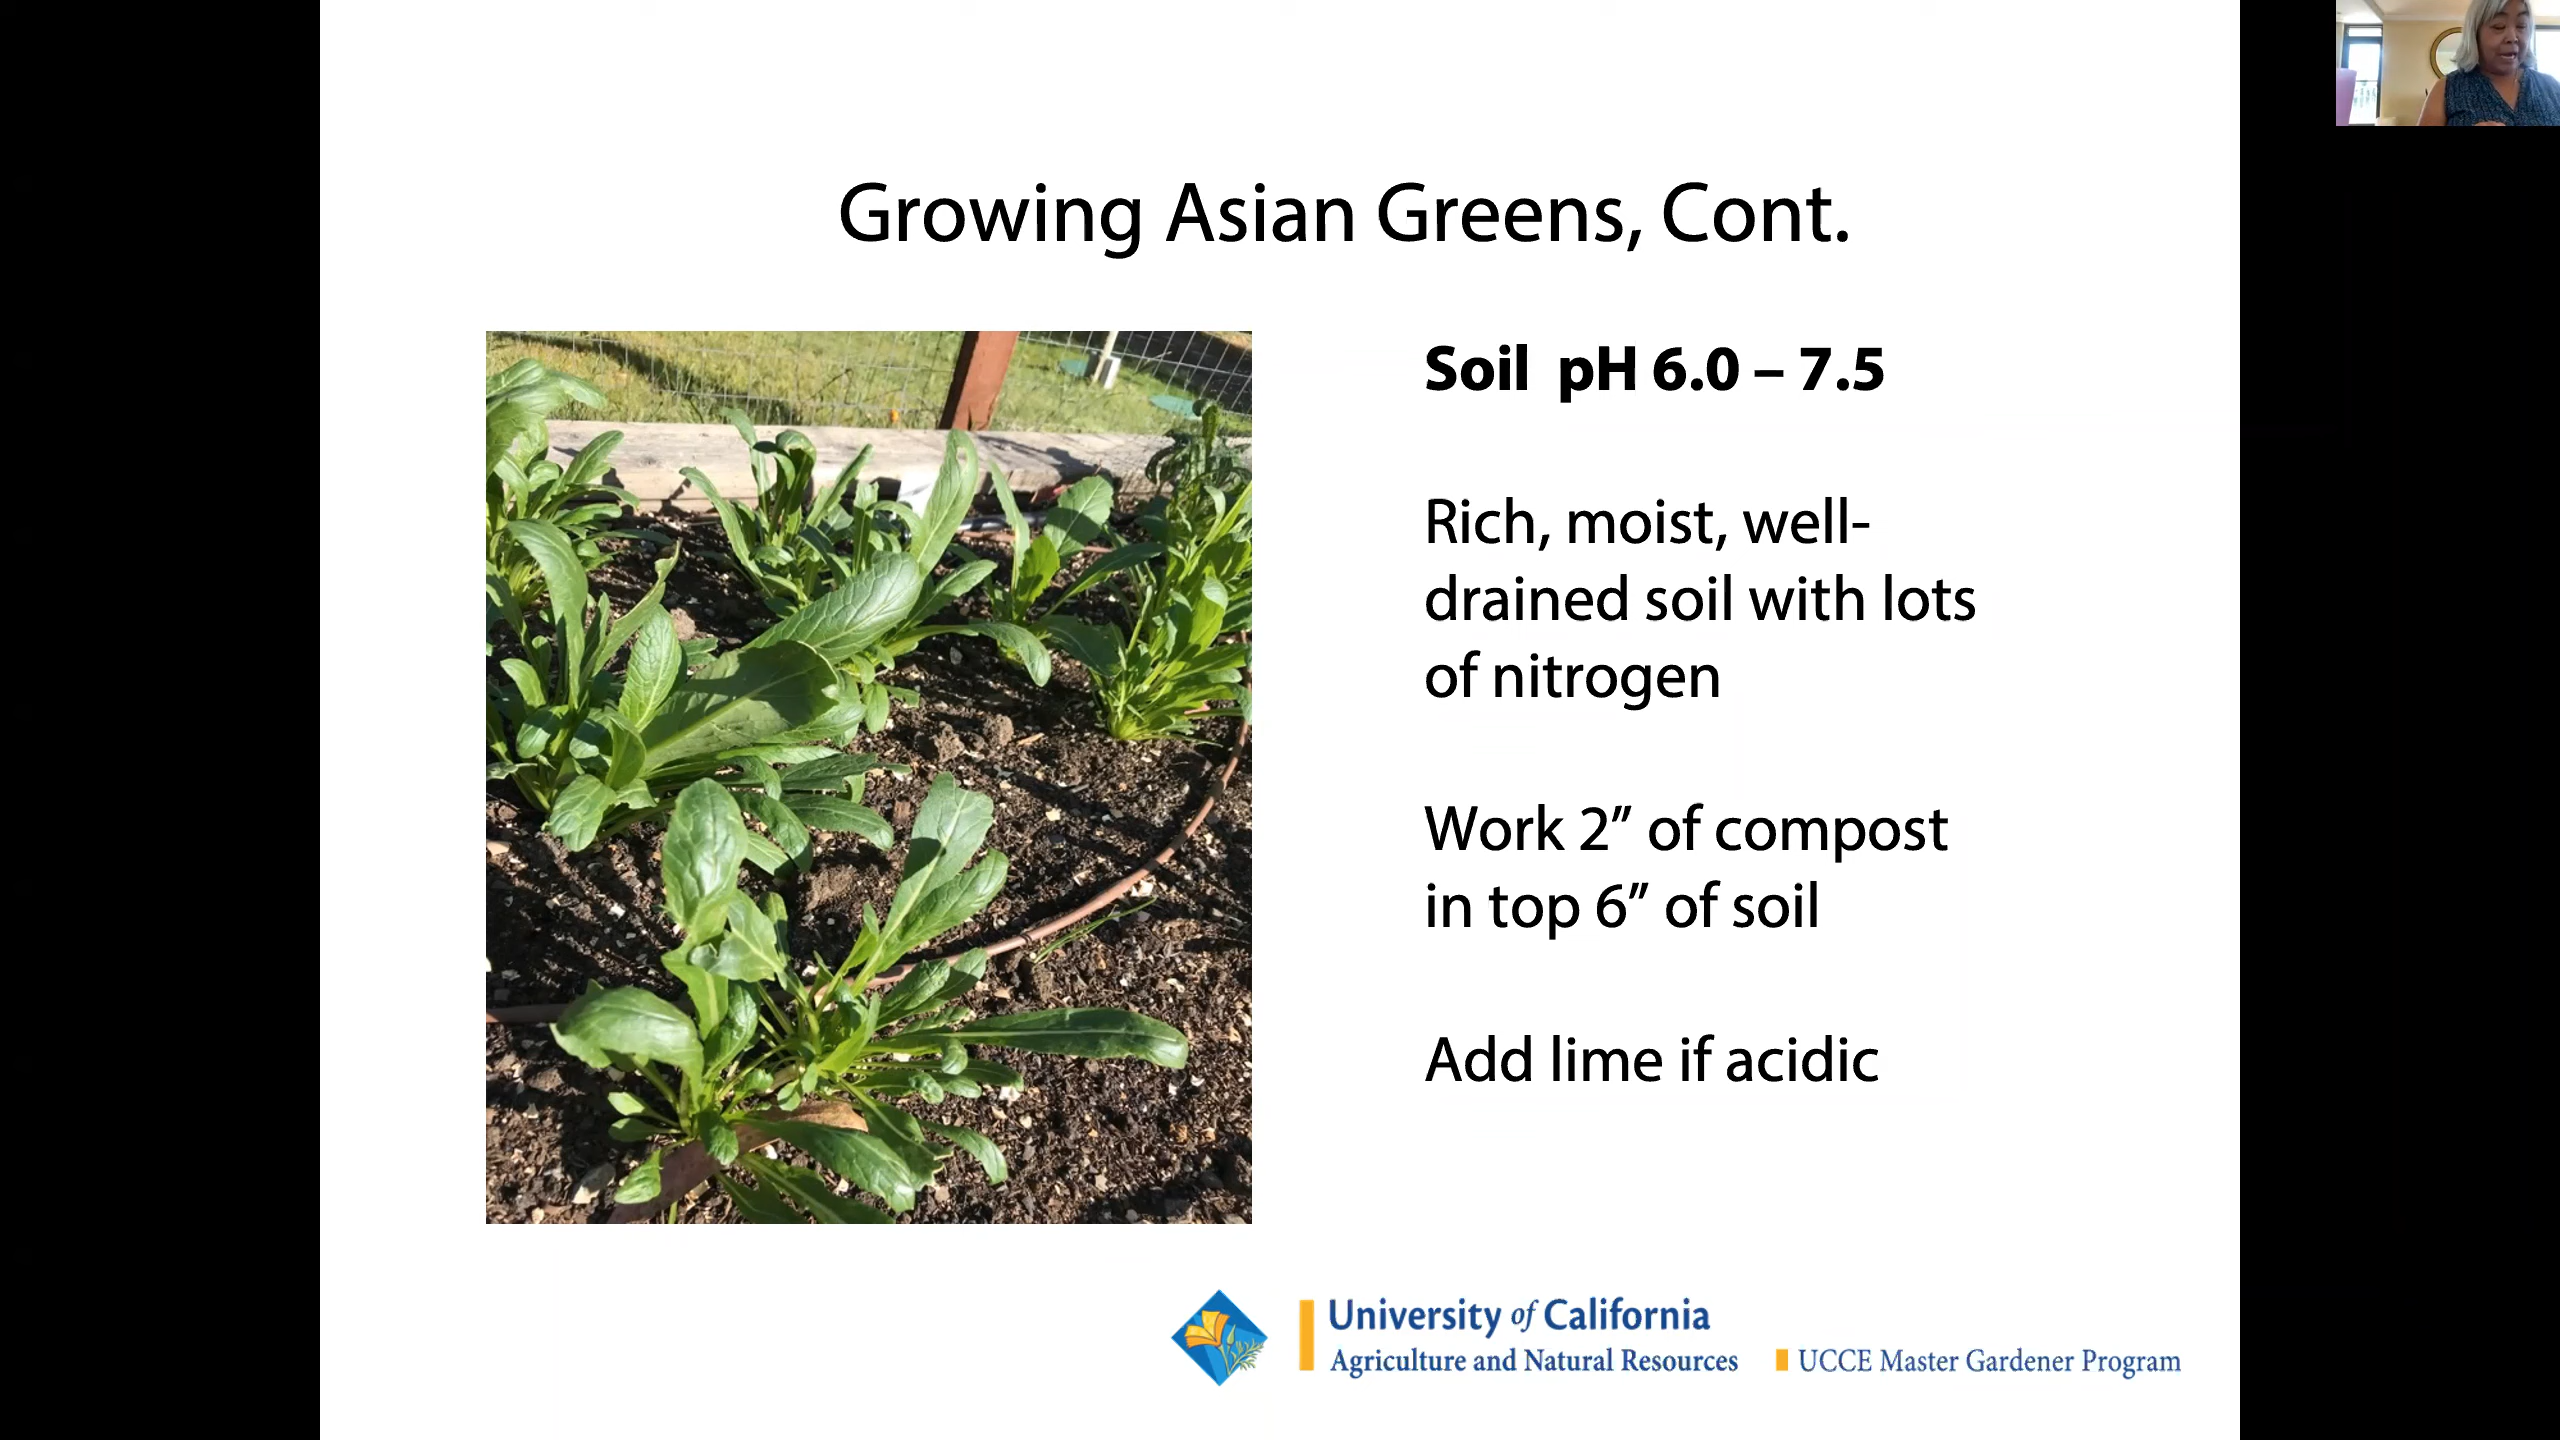 Growing Asian Greens, Cont.
Soil  pH 6.0 – 7.5
Rich, moist, well-
drained soil with lots
of nitrogen
Work 2” of compost
in top 6” of soil
Add lime if acidic
University of California
Agriculture and Natural Resources
UCCE Master Gardener Program